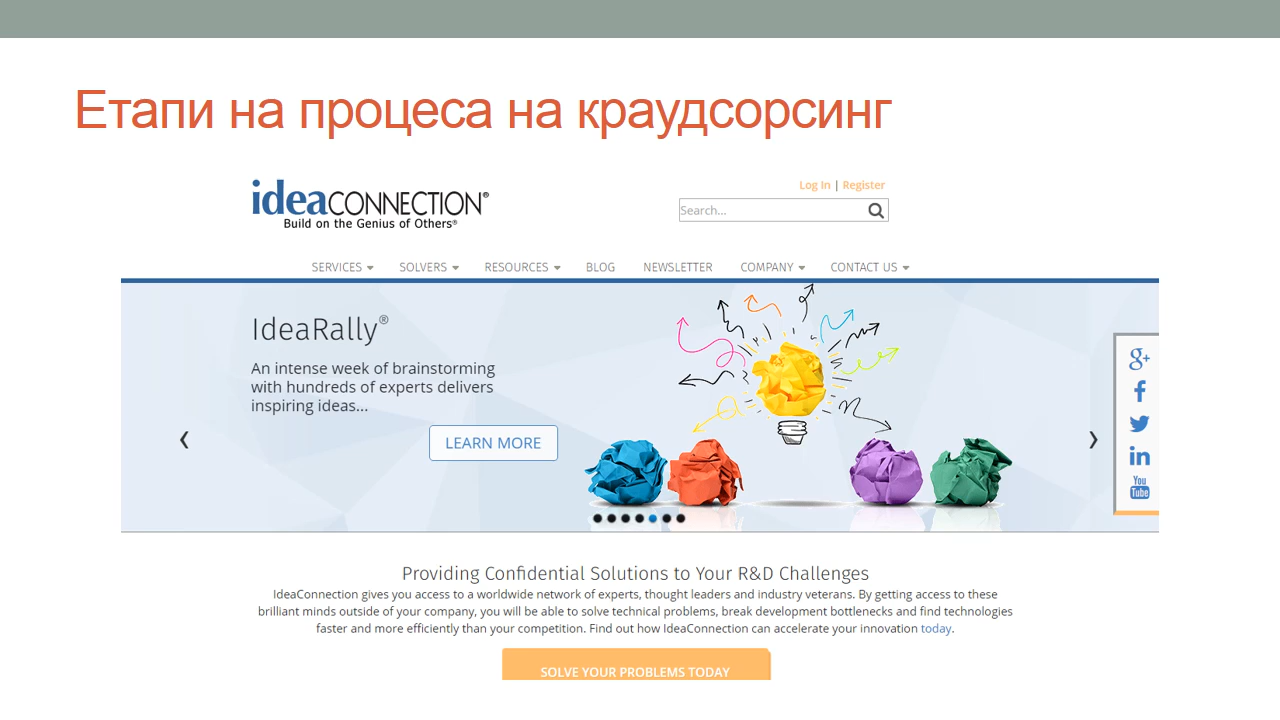 Етапи на процеса на краудсорсинг
ideaCONNECTION®
Build on the Genius of Others®
Log In | Register
Search...
SERVICES SOLVERS RESOURCES BLOG NEWSLETTER COMPANY CONTACT US
IdeaRally®
An intense week of brainstorming
with hundreds of experts delivers
inspiring ideas...
LEARN MORE
g+
f
in
You
Tube
Providing Confidential Solutions to Your R&D Challenges
IdeaConnection gives you access to a worldwide network of experts, thought leaders and industry veterans. By getting access to these
brilliant minds outside of your company, you will be able to solve technical problems, break development bottlenecks and find technologies
faster and more efficiently than your competition. Find out how IdeaConnection can accelerate your innovation today.
SOLVE YOUR PROBLEMS TODAY